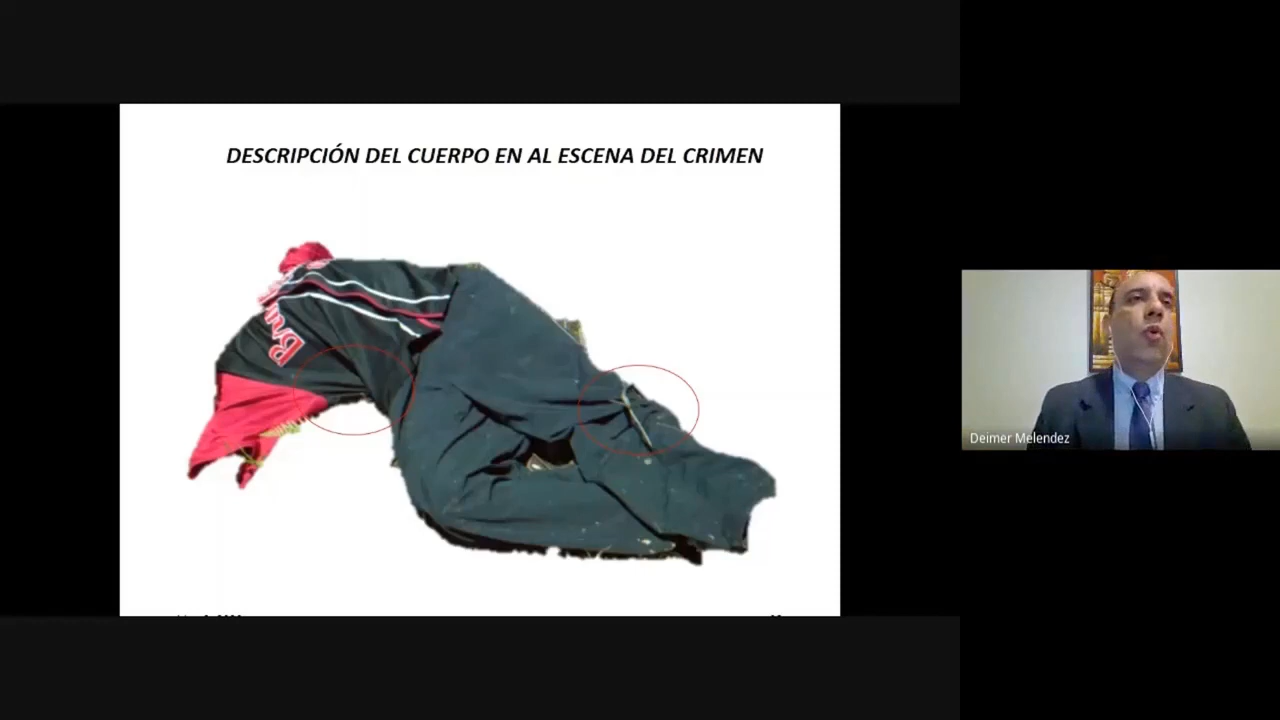 DESCRIPCIÓN DEL CUERPO EN AL ESCENA DEL CRIMEN
Deimer Melendez